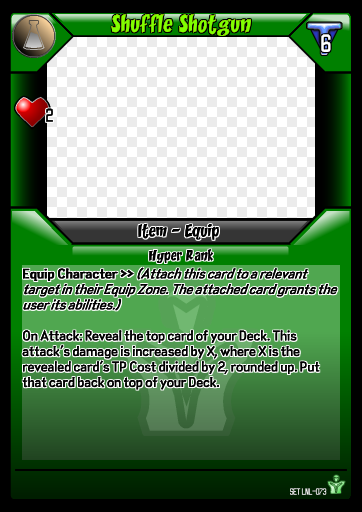 Shuffle Shotgun
6
2
Item - Equip
Hyper Rank
Equip Character >> (Attach this card to a relevant
target in their Equip Zone. The attached card grants the
user its abilities.)
On Attack: Reveal the top card of your Deck. This
attack's damage is increased by X, where X is the
revealed card's TP Cost divided by 2, rounded up. Put
that card back on top of your Deck.
SET LNL-073